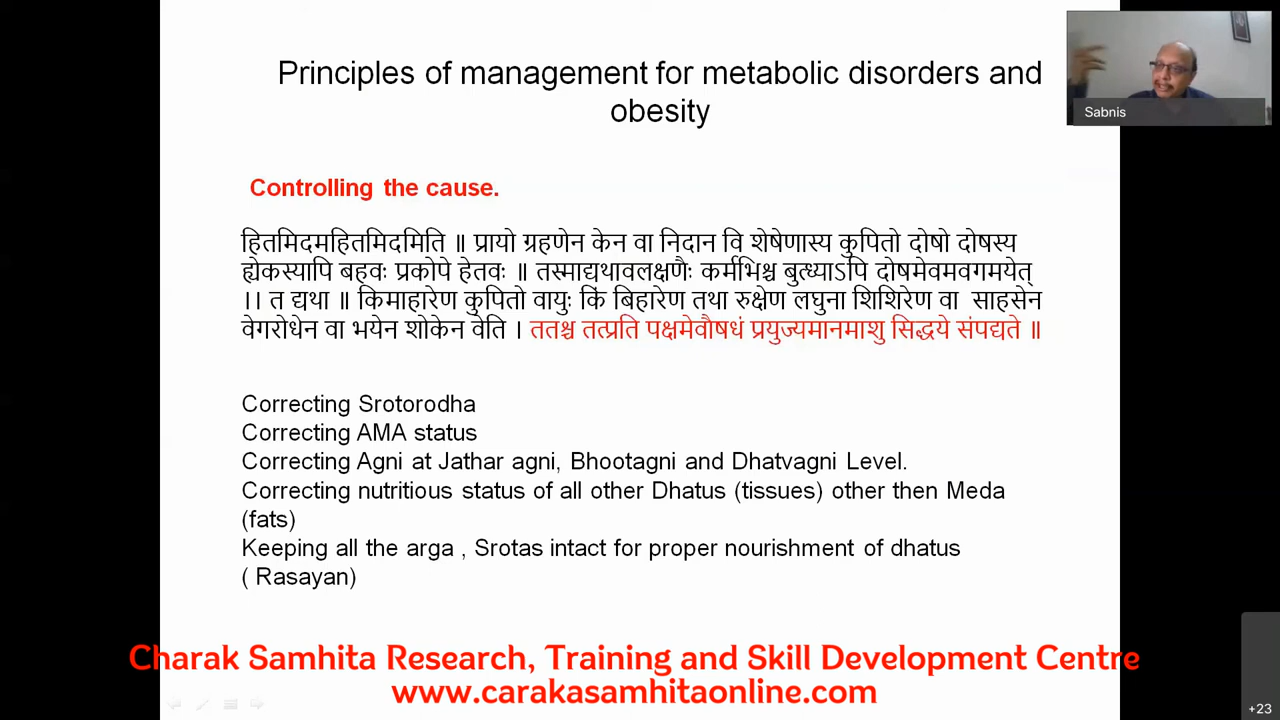 Principles of management for metabolic disorders and
obesity
Sabnis
Controlling the cause.
हितमिदमहितमिदमिति ॥ प्रायो ग्रहणेन केन वा निदान वि शेषेणास्य कुपितो दोषो दोषस्य
ह्येकस्यापि बहवः प्रकोपे हेतवः ॥ तस्माद्यथावलक्षणैः कर्मभिश्च बुत्ध्याऽपि दोषमेवमवगमयेत्
।। त द्यथा ॥ किमाहारेण कुपितो वायुः किं बिहारेण तथा रुक्षेण लघुना शिशिरेण वा साहसेन
वेगरोधेन वा भयेन शोकेन वेति । ततश्च तत्प्रति पक्षमेवौषधं प्रयुज्यमानमाशु सिद्धये संपद्यते ॥
Correcting Srotorodha
Correcting AMA status
Correcting Agni at Jathar agni, Bhootagni and Dhatvagni Level.
Correcting nutritious status of all other Dhatus (tissues) other then Meda
(fats)
Keeping all the arga , Srotas intact for proper nourishment of dhatus
( Rasayan)
Charak Samhita Research, Training and Skill Development Centre
www.carakasamhitaonline.com
+23